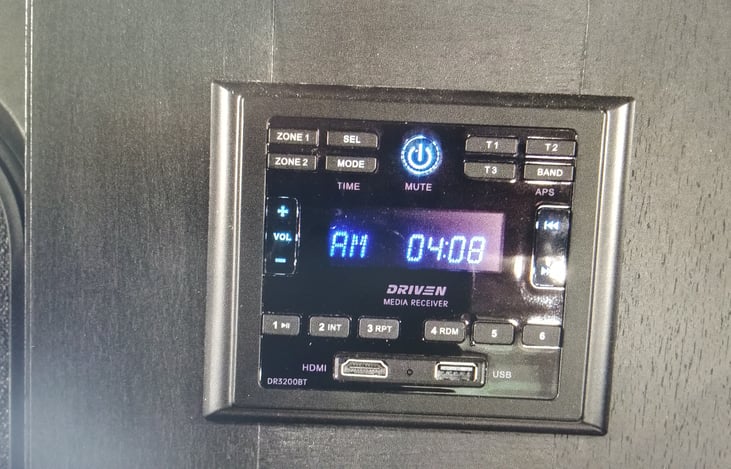 ZONE 1 SEL T1 T2
ZONE 2 MODE T3 BAND
TIME MUTE APS
+
VOL
−
AM 04:08
DRIVEN
MEDIA RECEIVER
1 2 INT 3 RPT 4 RDM 5 6
HDMI USB
DR3200BT